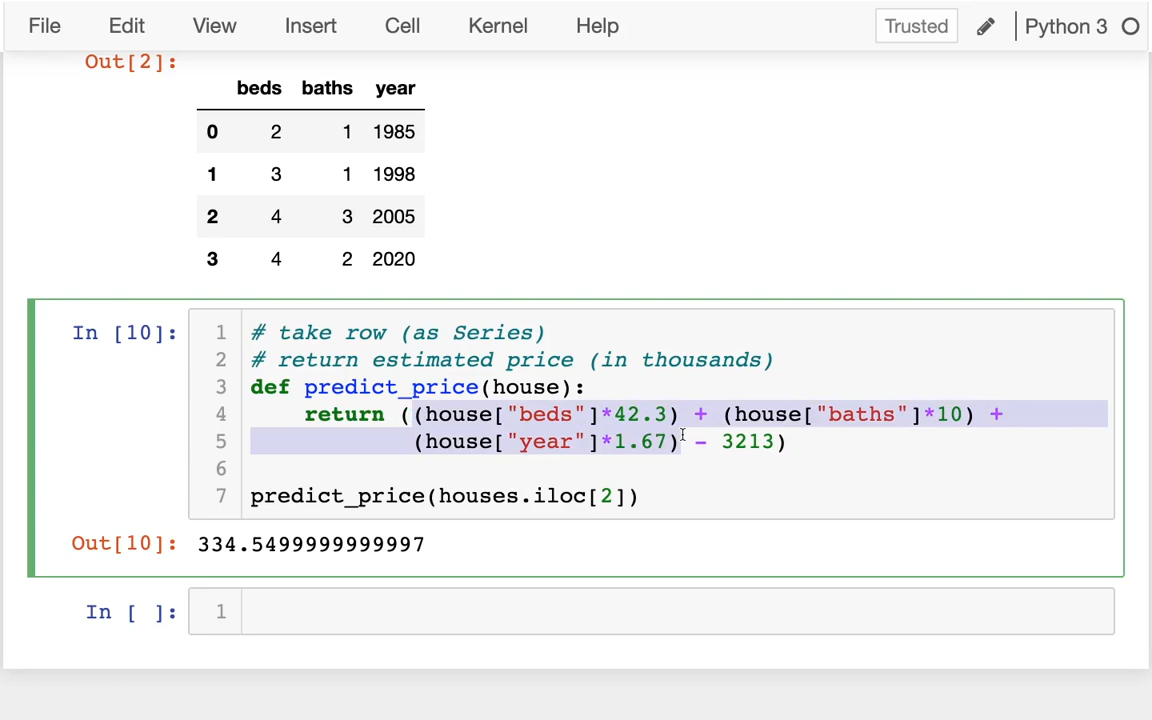 File Edit View Insert Cell Kernel Help Trusted Python 3
Out[2]:
beds baths year
0 2 1 1985
1 3 1 1998
2 4 3 2005
3 4 2 2020
In [10]:
1 # take row (as Series)
2 # return estimated price (in thousands)
3 def predict_price(house):
4     return ((house["beds"]*42.3) + (house["baths"]*10) +
5             (house["year"]*1.67) - 3213)
6
7 predict_price(houses.iloc[2])
Out[10]: 334.5499999999997
In [ ]: 1